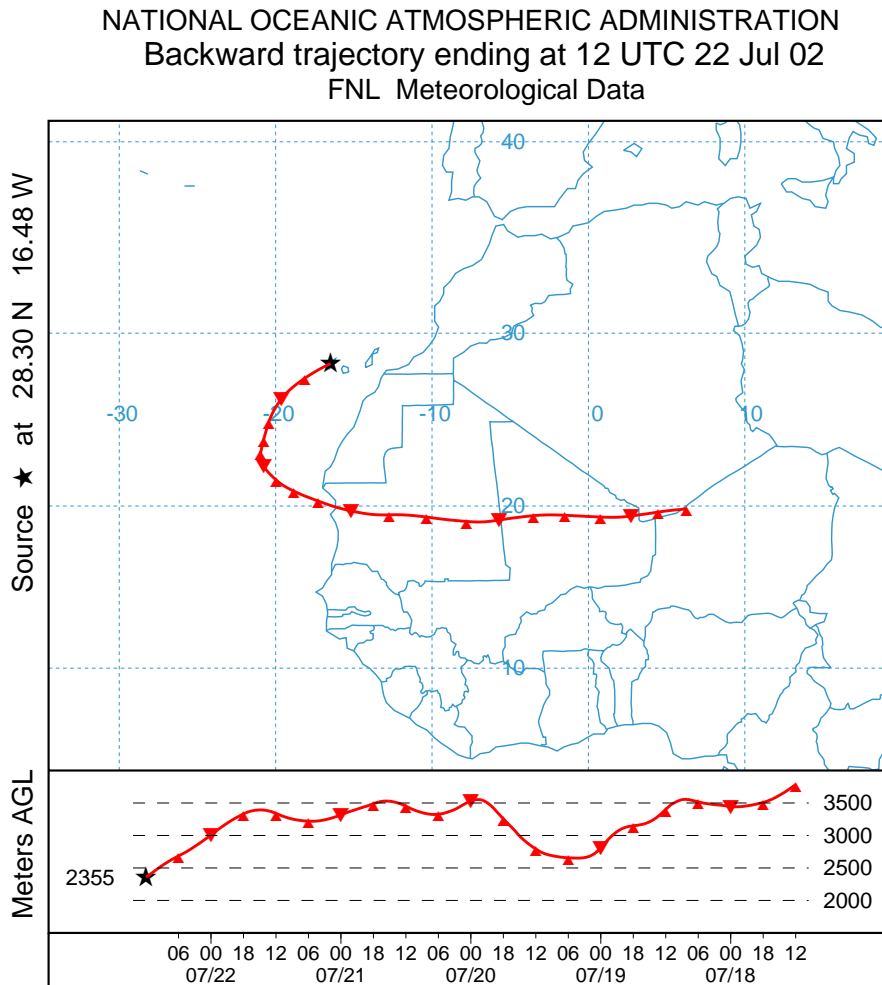 NATIONAL OCEANIC ATMOSPHERIC ADMINISTRATION
Backward trajectory ending at 12 UTC 22 Jul 02
FNL Meteorological Data
Source ★ at 28.30 N 16.48 W
40
30
-30 -20 -10 0 10
20
10
Meters AGL
3500
3000
2500
2355
2000
06 00 18 12 06 00 18 12 06 00 18 12 06 00 18 12 06 00 18 12
07/22 07/21 07/20 07/19 07/18